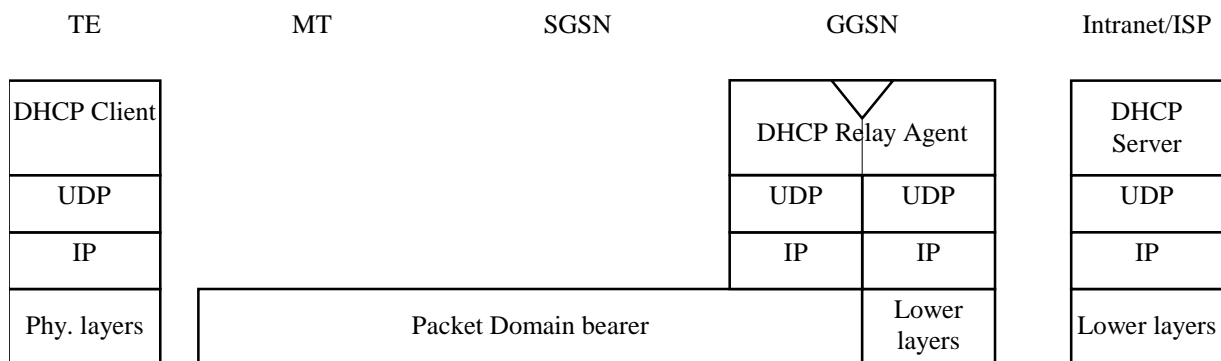 TE MT SGSN GGSN Intranet/ISP
DHCP Client
DHCP Relay Agent
DHCP
Server
UDP UDP UDP UDP
IP IP IP IP
Phy. layers Packet Domain bearer Lower
layers
Lower layers